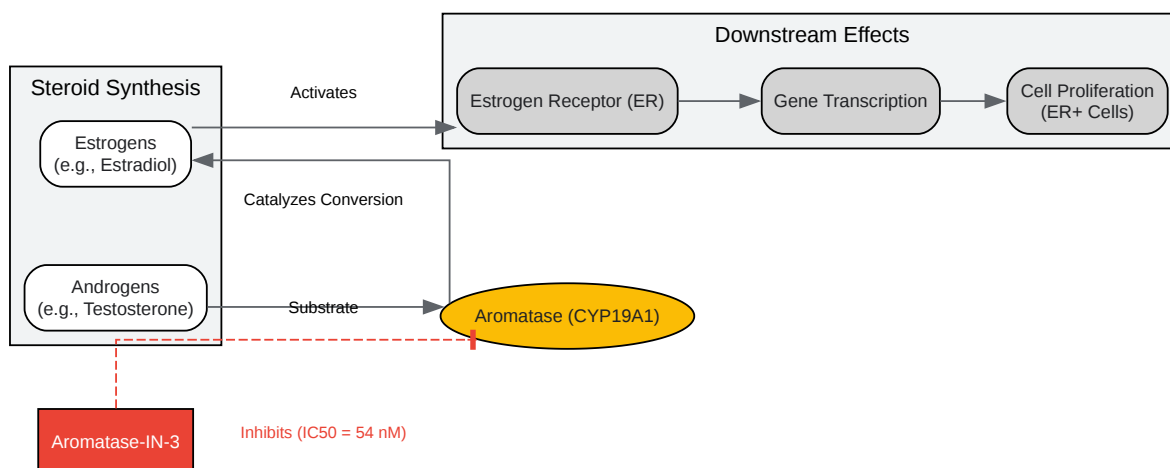 Downstream Effects
Steroid Synthesis
Activates
Estrogen Receptor (ER)
Gene Transcription
Cell Proliferation
(ER+ Cells)
Estrogens
(e.g., Estradiol)
Catalyzes Conversion
Androgens
(e.g., Testosterone)
Substrate
Aromatase (CYP19A1)
Aromatase-IN-3
Inhibits (IC50 = 54 nM)